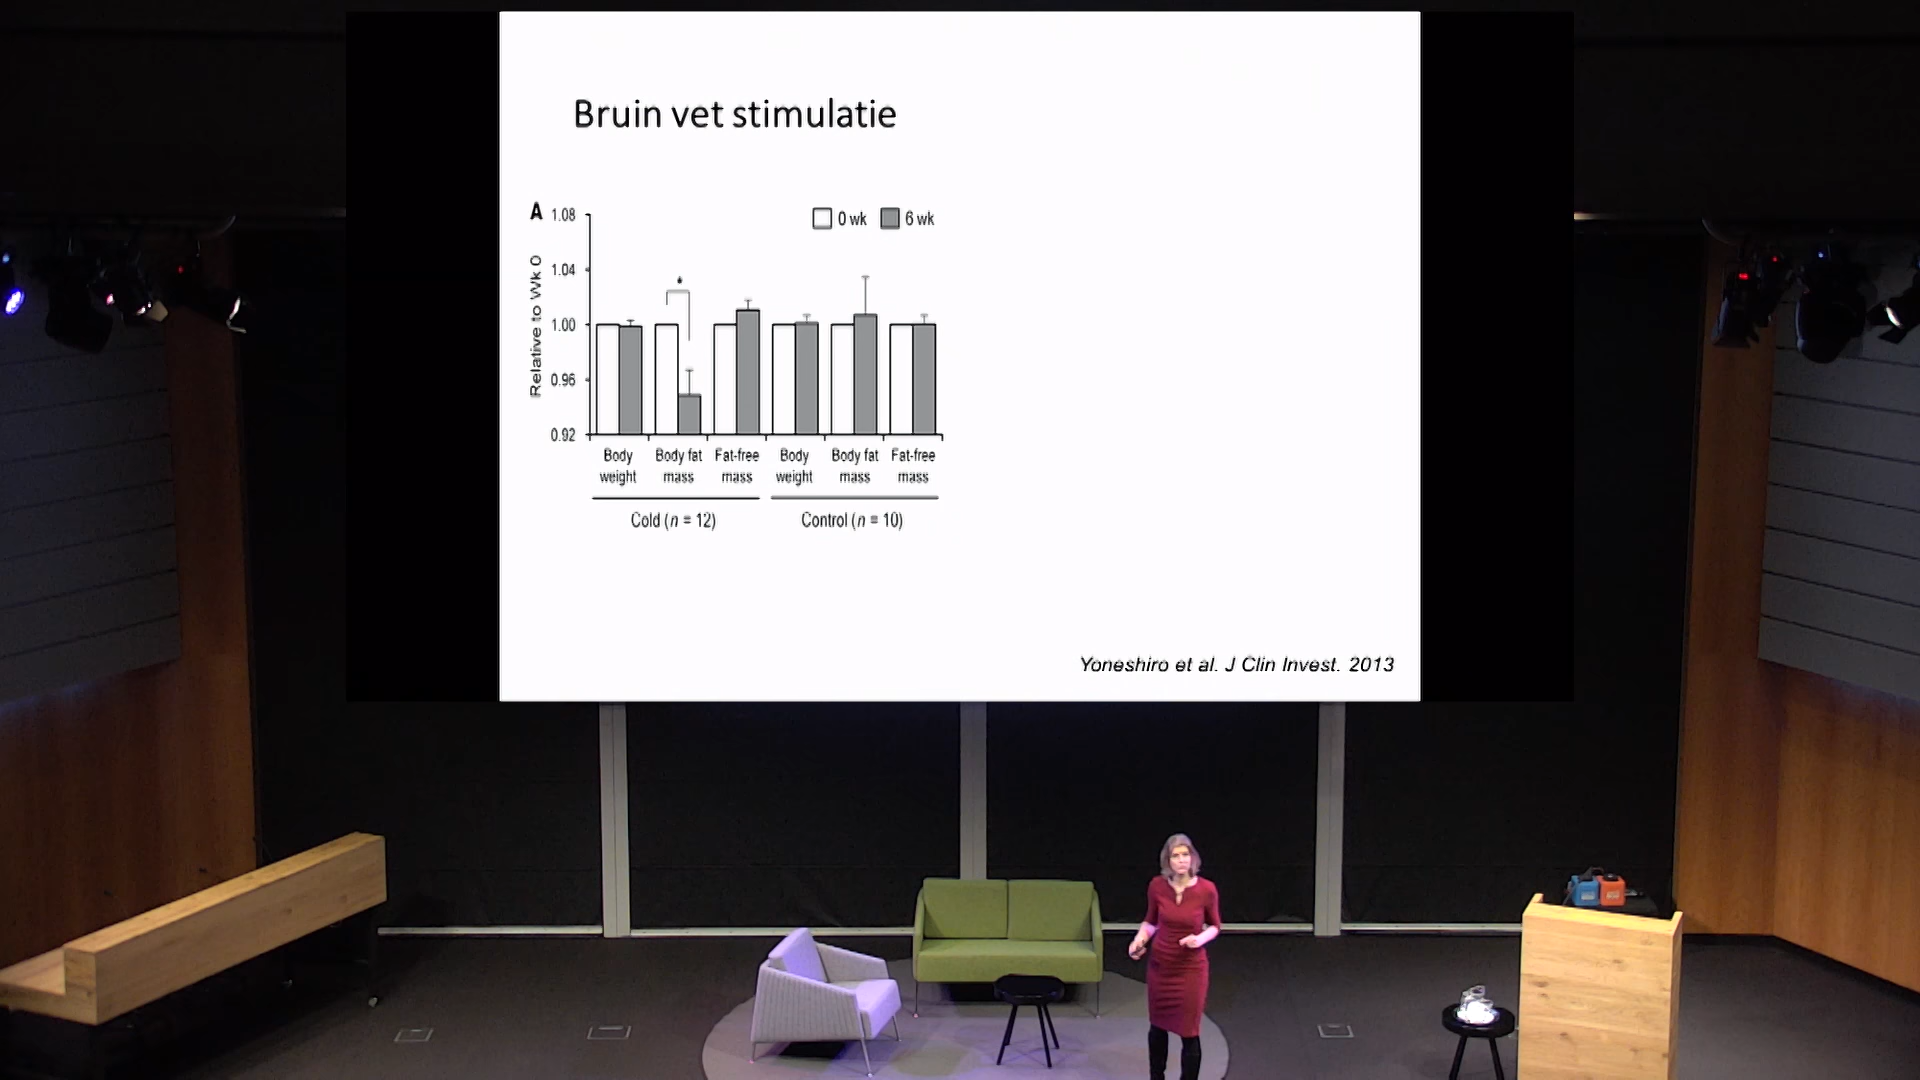 Bruin vet stimulatie
A
1.08
1.04
1.00
0.96
0.92
Relative to Wk 0
0 wk 6 wk
*
Body weight
Body fat mass
Fat-free mass
Body weight
Body fat mass
Fat-free mass
Cold (n = 12)
Control (n = 10)
Yoneshiro et al. J Clin Invest. 2013